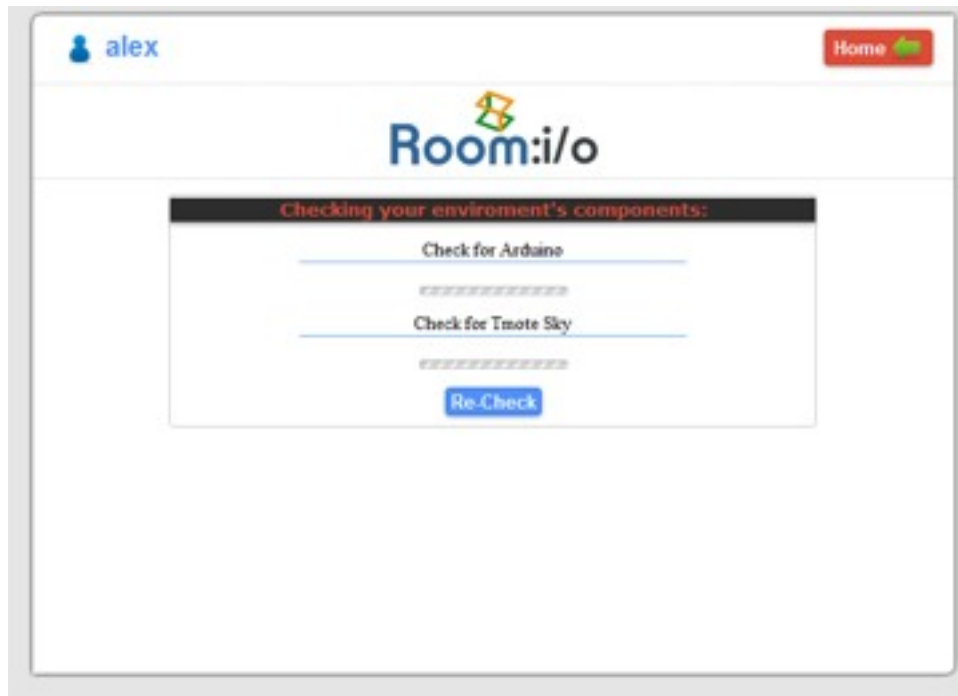 alex
Home
Room:i/o
Checking your enviroment's components:
Check for Arduino
Check for Tmote Sky
Re-Check